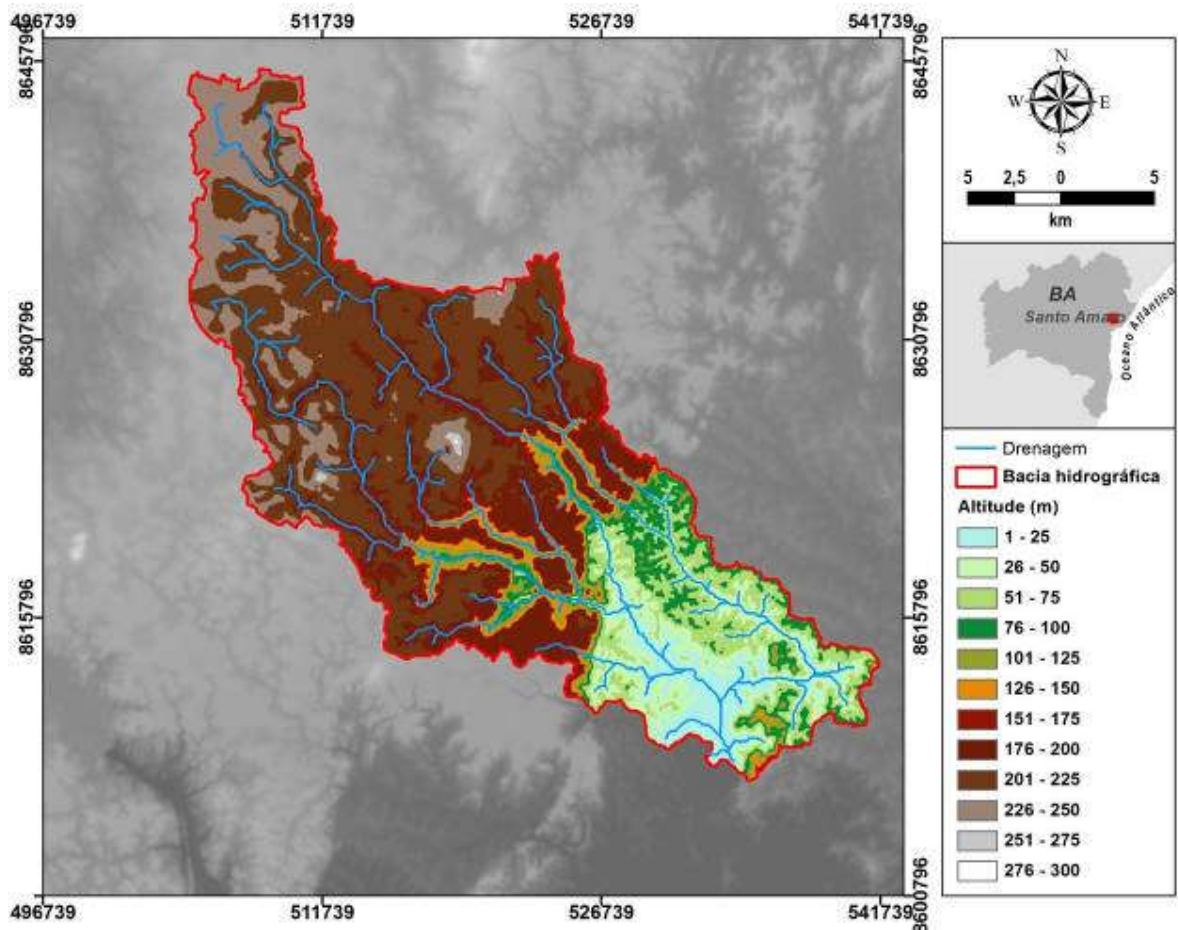 496739 511739 526739 541739
8645796 8645796
8630796 8630796
8615796 8615796
8600796 8600796
496739 511739 526739 541739
N
W E
S
5 2,5 0 5
km
BA
Santo Amaro
Oceano Atlântico
Drenagem
Bacia hidrográfica
Altitude (m)
1 - 25
26 - 50
51 - 75
76 - 100
101 - 125
126 - 150
151 - 175
176 - 200
201 - 225
226 - 250
251 - 275
276 - 300